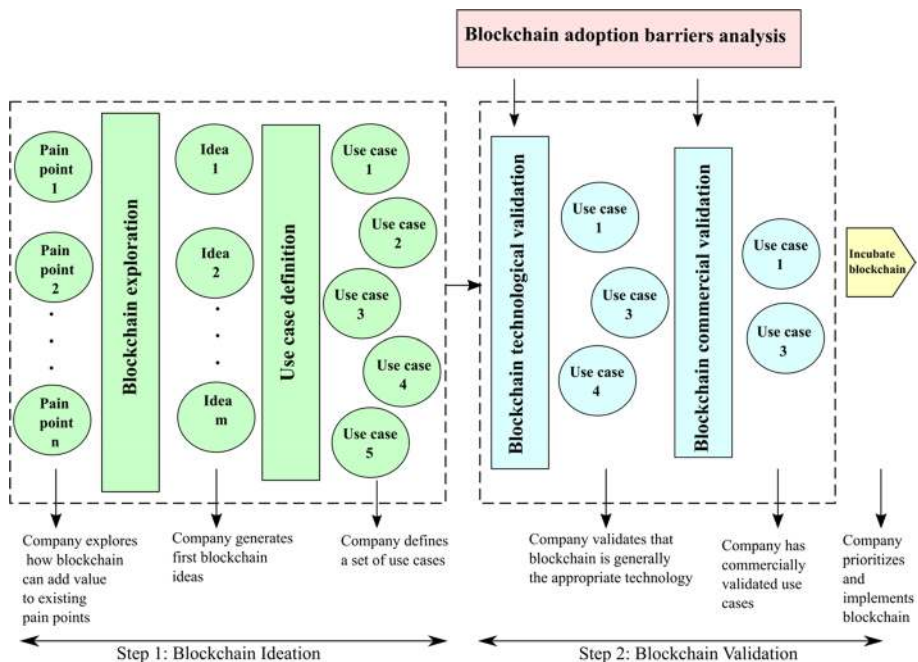 Blockchain adoption barriers analysis
Pain
point
1
Pain
point
2
Pain
point
n
Blockchain exploration
Idea
1
Idea
2
Idea
m
Use case definition
Use case
1
Use case
2
Use case
3
Use case
4
Use case
5
Blockchain technological validation
Use case
1
Use case
3
Use case
4
Blockchain commercial validation
Use case
1
Use case
3
Incubate
blockchain
Company explores
how blockchain
can add value
to existing
pain points
Company generates
first blockchain
ideas
Company defines
a set of use cases
Company validates that
blockchain is generally
the appropriate technology
Company has
commercially
validated use
cases
Company
prioritizes and
implements
blockchain
Step 1: Blockchain Ideation
Step 2: Blockchain Validation